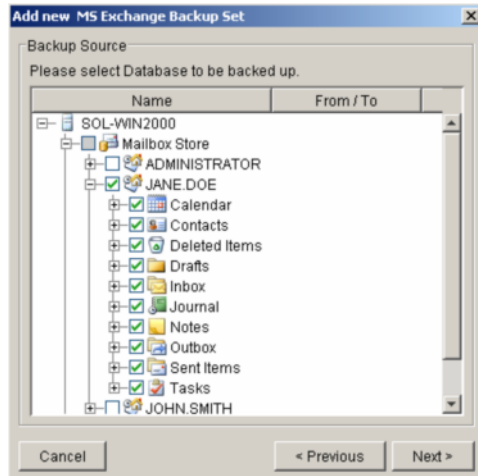 Add new MS Exchange Backup Set
Backup Source
Please select Database to be backed up.
Name From / To
SOL-WIN2000
Mailbox Store
ADMINISTRATOR
JANE.DOE
Calendar
Contacts
Deleted Items
Drafts
Inbox
Journal
Notes
Outbox
Sent Items
Tasks
JOHN.SMITH
Cancel < Previous Next >